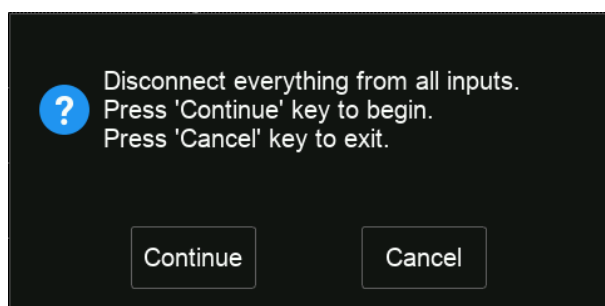 Disconnect everything from all inputs.
Press 'Continue' key to begin.
Press 'Cancel' key to exit.
Continue
Cancel